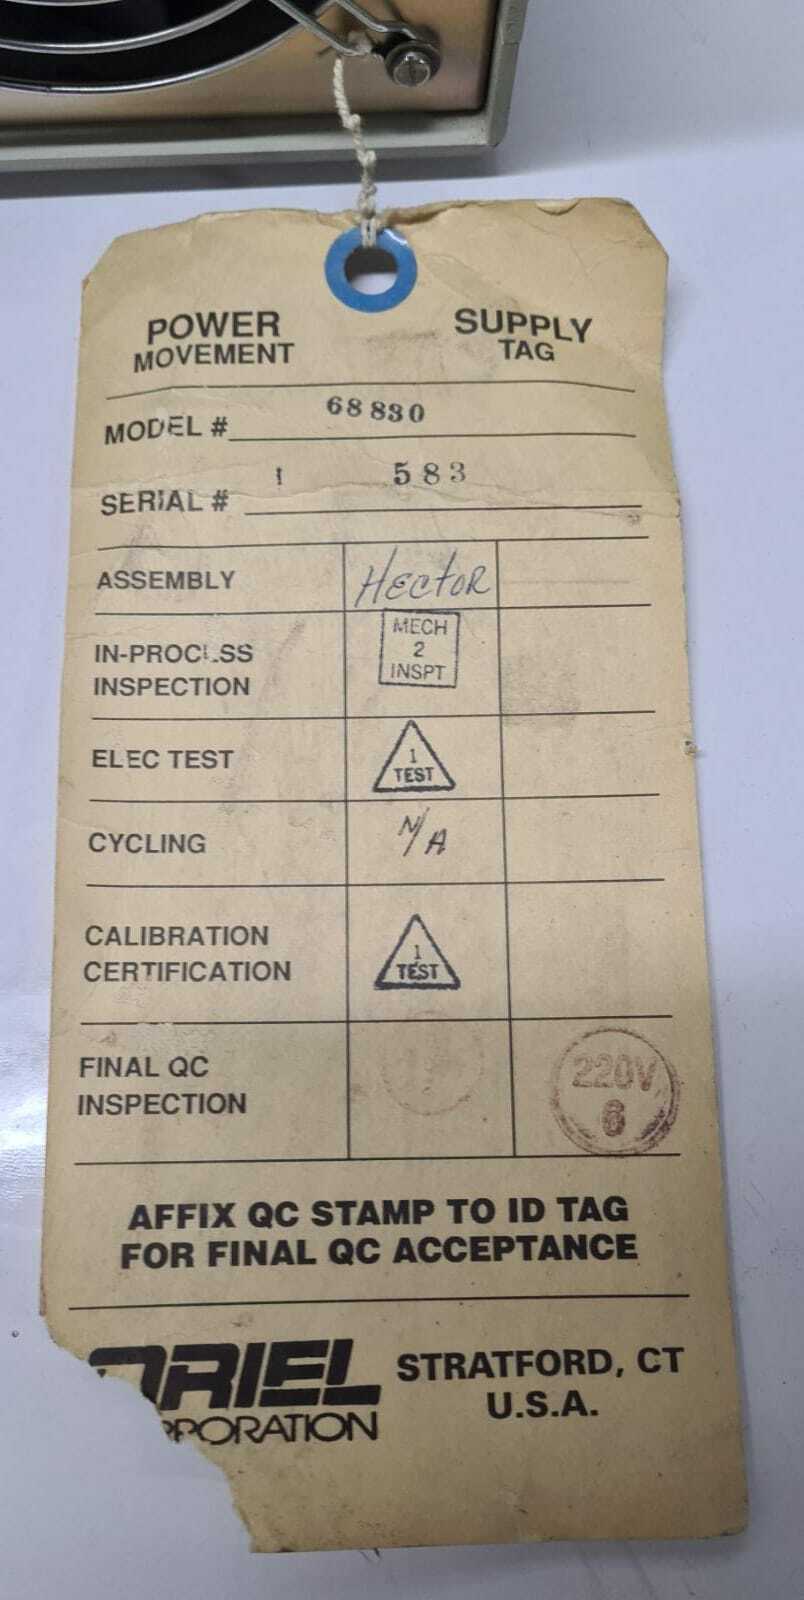 POWER SUPPLY
MOVEMENT TAG
MODEL # 68830
SERIAL # 1 583
ASSEMBLY HECTOR
IN-PROCESS INSPECTION
MECH
2
INSPT
ELEC TEST
1
TEST
CYCLING N/A
CALIBRATION
CERTIFICATION
1
TEST
FINAL QC
INSPECTION
220V
6
AFFIX QC STAMP TO ID TAG
FOR FINAL QC ACCEPTANCE
ORIEL STRATFORD, CT
CORPORATION U.S.A.